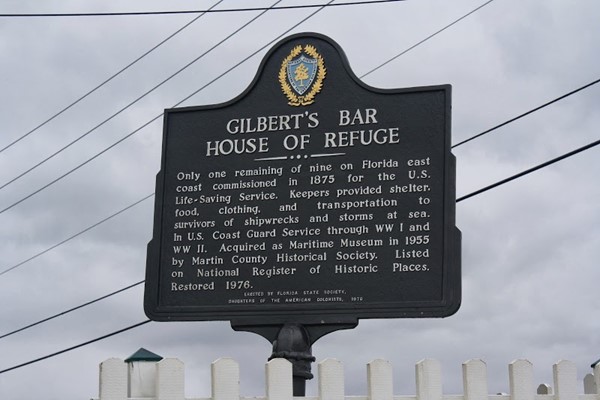 GILBERT'S BAR
HOUSE OF REFUGE
Only one remaining of nine on Florida east
coast commissioned in 1875 for the U.S.
Life-Saving Service. Keepers provided shelter,
food, clothing, and transportation to
survivors of shipwrecks and storms at sea.
In U.S. Coast Guard Service through WW I and
WW II. Acquired as Maritime Museum in 1955
by Martin County Historical Society. Listed
on National Register of Historic Places.
Restored 1976.
ERECTED BY FLORIDA STATE SOCIETY,
DAUGHTERS OF THE AMERICAN COLONISTS, 1976